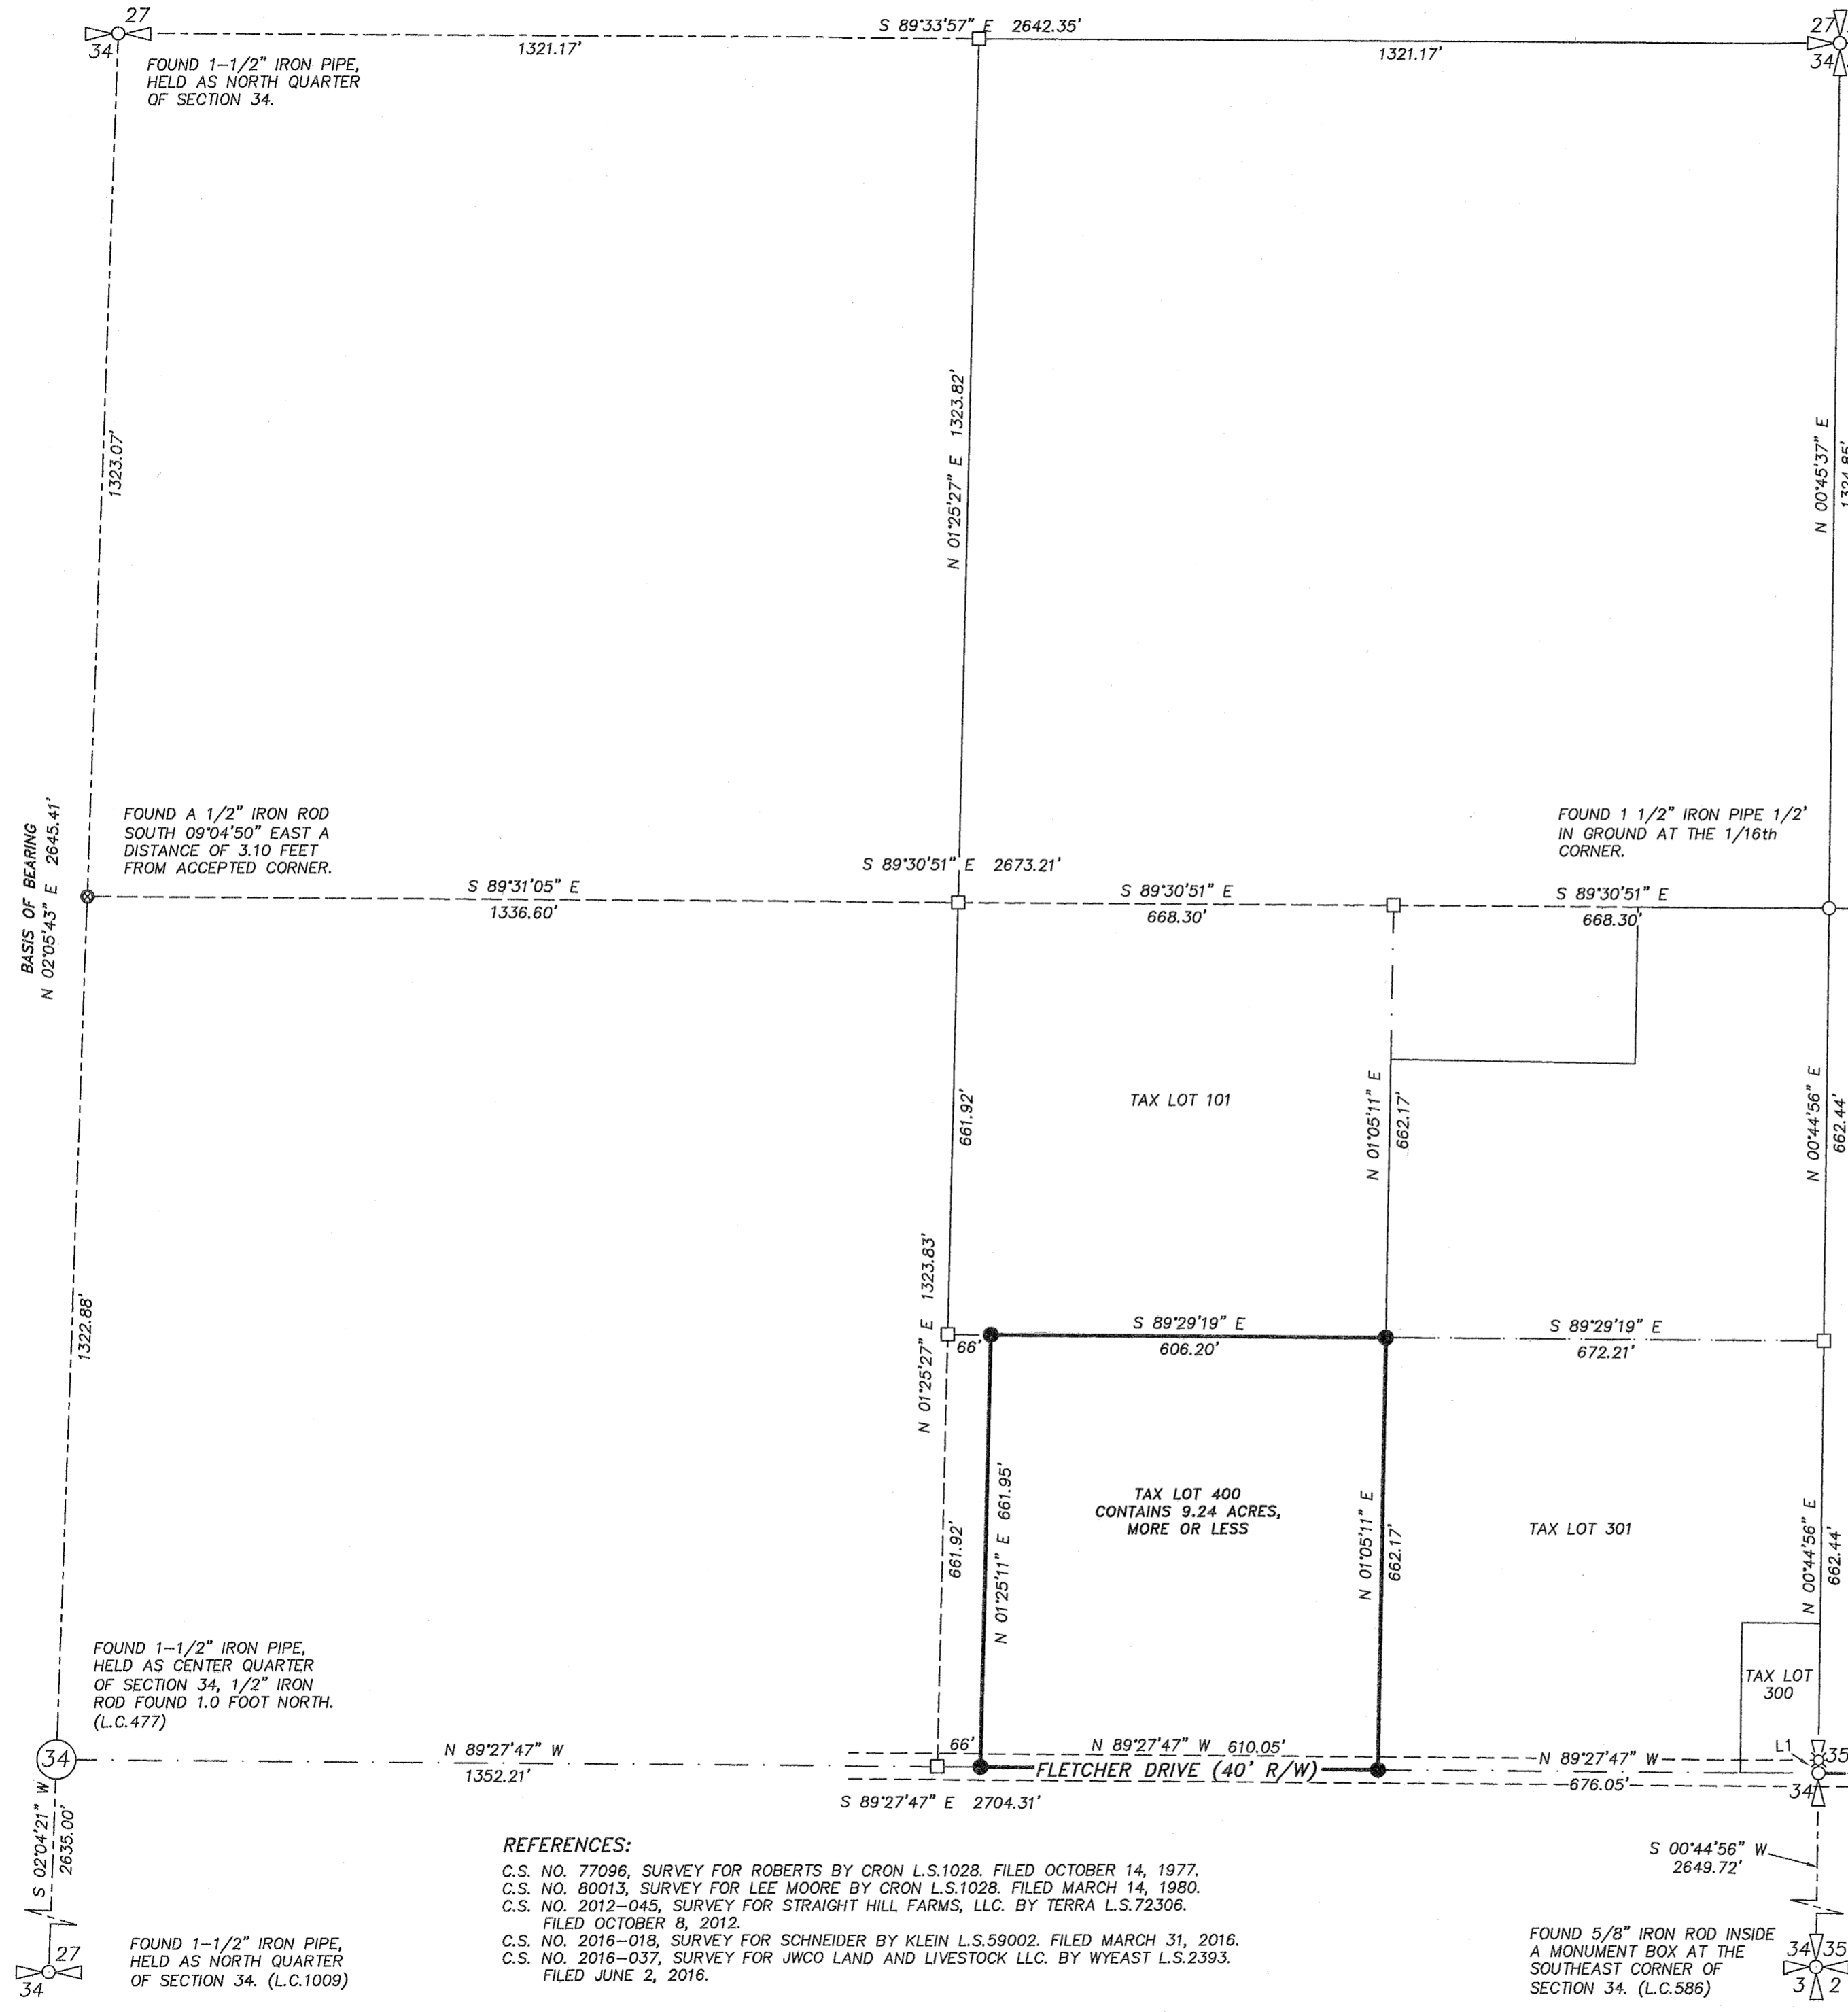 27
S 89°33'57" E 2642.35'
27
34
1321.17'
1321.17'
34
FOUND 1-1/2" IRON PIPE,
HELD AS NORTH QUARTER
OF SECTION 34.
1323.07'
N 01°25'27" E 1323.82'
N 00°45'37" E
1324.85'
BASIS OF BEARING
N 02°05'43" E 2645.41'
FOUND A 1/2" IRON ROD
SOUTH 09°04'50" EAST A
DISTANCE OF 3.10 FEET
FROM ACCEPTED CORNER.
FOUND 1 1/2" IRON PIPE 1/2'
IN GROUND AT THE 1/16th
CORNER.
S 89°30'51" E 2673.21'
S 89°31'05" E
1336.60'
S 89°30'51" E
668.30'
S 89°30'51" E
668.30'
661.92'
TAX LOT 101
N 01°05'11" E
662.17'
N 00°44'56" E
662.44'
1322.88'
N 01°25'27" E 1323.83'
66'
S 89°29'19" E
606.20'
S 89°29'19" E
672.21'
661.92'
N 01°25'11" E 661.95'
TAX LOT 400
CONTAINS 9.24 ACRES,
MORE OR LESS
N 01°05'11" E
662.17'
TAX LOT 301
N 00°44'56" E
662.44'
FOUND 1-1/2" IRON PIPE,
HELD AS CENTER QUARTER
OF SECTION 34, 1/2" IRON
ROD FOUND 1.0 FOOT NORTH.
(L.C.477)
TAX LOT
300
34
N 89°27'47" W
1352.21'
66'
N 89°27'47" W 610.05'
FLETCHER DRIVE (40' R/W)
N 89°27'47" W
676.05'
L1
35
34
S 89°27'47" E 2704.31'
S 02°04'21" W
2635.00'
S 00°44'56" W
2649.72'
REFERENCES:
C.S. NO. 77096, SURVEY FOR ROBERTS BY CRON L.S.1028. FILED OCTOBER 14, 1977.
C.S. NO. 80013, SURVEY FOR LEE MOORE BY CRON L.S.1028. FILED MARCH 14, 1980.
C.S. NO. 2012-045, SURVEY FOR STRAIGHT HILL FARMS, LLC. BY TERRA L.S.72306.
FILED OCTOBER 8, 2012.
C.S. NO. 2016-018, SURVEY FOR SCHNEIDER BY KLEIN L.S.59002. FILED MARCH 31, 2016.
C.S. NO. 2016-037, SURVEY FOR JWCO LAND AND LIVESTOCK LLC. BY WYEAST L.S.2393.
FILED JUNE 2, 2016.
27
34
FOUND 1-1/2" IRON PIPE,
HELD AS NORTH QUARTER
OF SECTION 34. (L.C.1009)
FOUND 5/8" IRON ROD INSIDE
A MONUMENT BOX AT THE
SOUTHEAST CORNER OF
SECTION 34. (L.C.586)
34 35
3 2